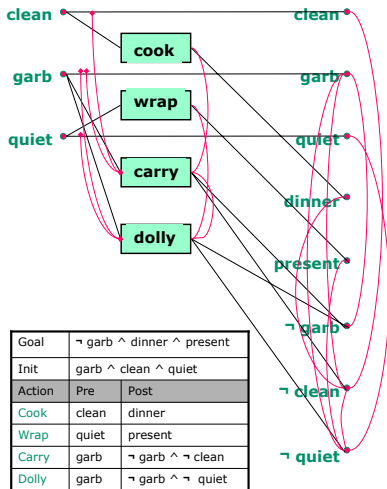 clean
clean
cook
garb
garb
wrap
quiet
quiet
carry
dinner
dolly
present
¬ garb
¬ clean
¬ quiet
Goal ¬ garb ^ dinner ^ present
Init garb ^ clean ^ quiet
Action Pre Post
Cook clean dinner
Wrap quiet present
Carry garb ¬ garb ^ ¬ clean
Dolly garb ¬ garb ^ ¬ quiet